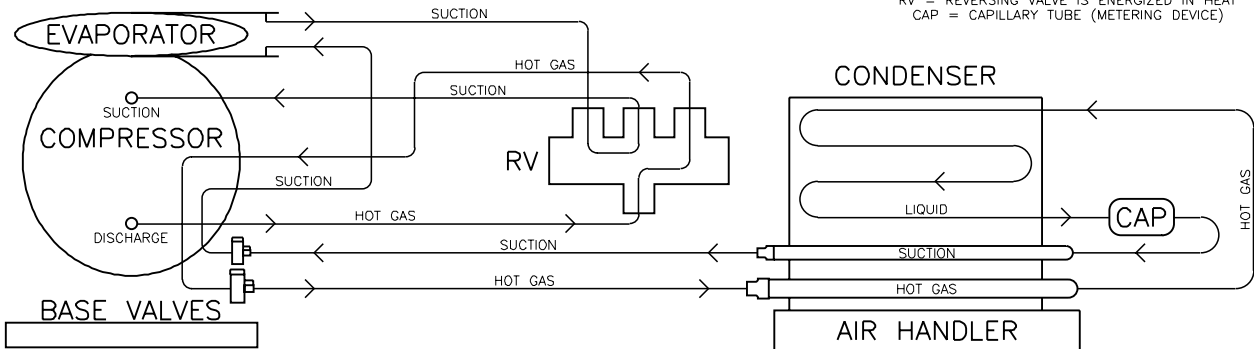 RV = REVERSING VALVE IS ENERGIZED IN HEAT
CAP = CAPILLARY TUBE (METERING DEVICE)
SUCTION
EVAPORATOR
HOT GAS
CONDENSER
SUCTION
SUCTION
COMPRESSOR
RV
SUCTION
HOT GAS
LIQUID
CAP
HOT GAS
DISCHARGE
SUCTION
SUCTION
HOT GAS
HOT GAS
BASE VALVES
AIR HANDLER